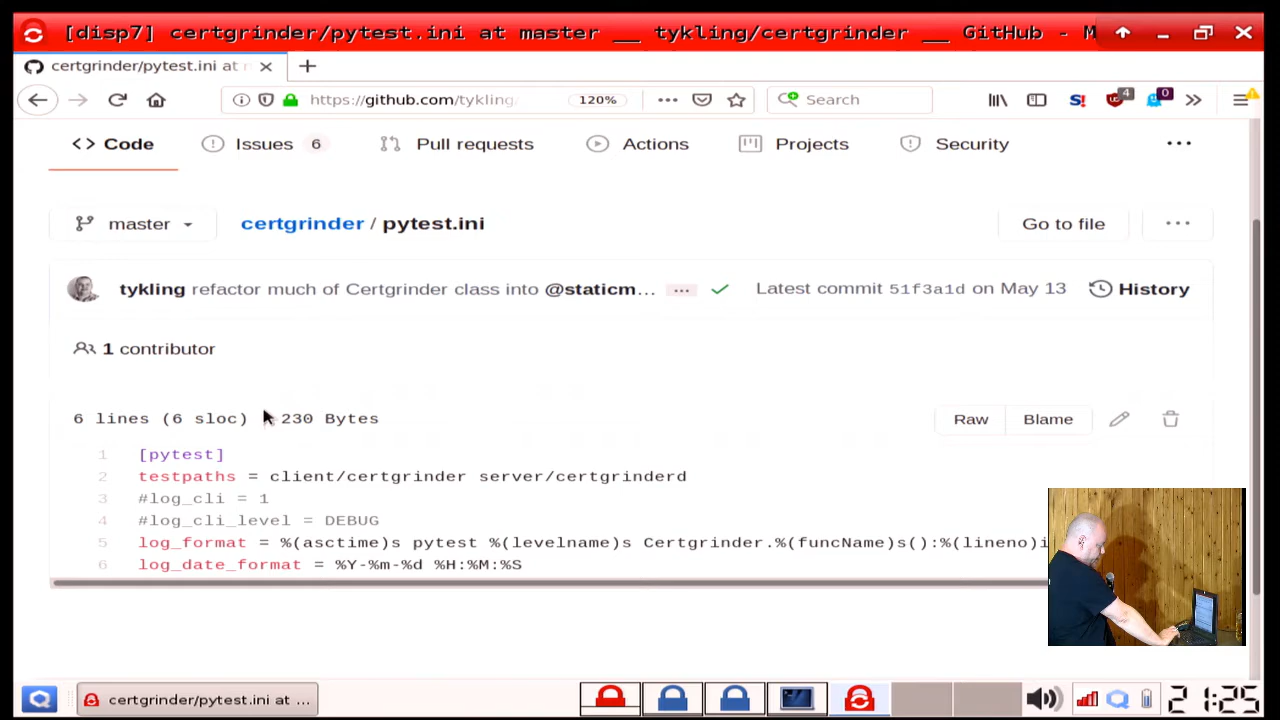 [disp7] certgrinder/pytest.ini at master __ tykling/certgrinder __ GitHub - M
certgrinder/pytest.ini at
https://github.com/tykling
120%
Search
4
0
Code
Issues 6
Pull requests
Actions
Projects
Security
master
certgrinder / pytest.ini
Go to file
tykling refactor much of Certgrinder class into @staticm…
Latest commit 51f3a1d on May 13
History
1 contributor
6 lines (6 sloc)
230 Bytes
Raw
Blame
1 [pytest]
2 testpaths = client/certgrinder server/certgrinderd
3 #log_cli = 1
4 #log_cli_level = DEBUG
5 log_format = %(asctime)s pytest %(levelname)s Certgrinder.%(funcName)s():%(lineno)i
6 log_date_format = %Y-%m-%d %H:%M:%S
certgrinder/pytest.ini at ...
21:25